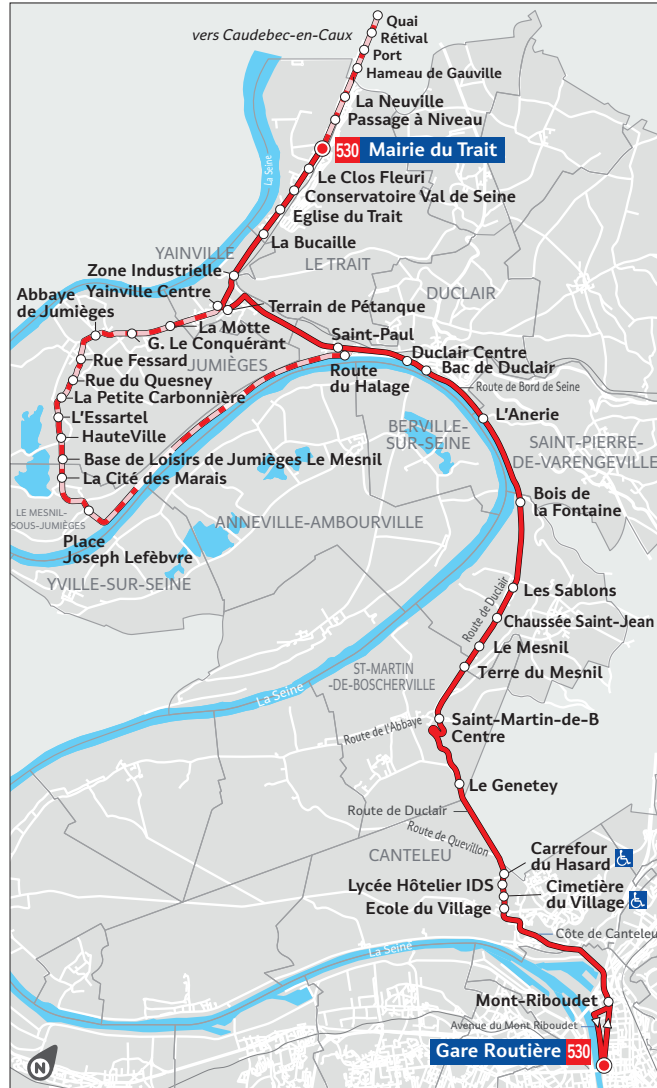 Quai
vers Caudebec-en-Caux
Rétival
Port
Hameau de Gauville
La Neuville
Passage à Niveau
530 Mairie du Trait
La Seine
Le Clos Fleuri
Conservatoire Val de Seine
Eglise du Trait
La Bucaille
YAINVILLE
LE TRAIT
Zone Industrielle
DUCLAIR
Yainville Centre
Terrain de Pétanque
Abbaye
de Jumièges
La Motte
G. Le Conquérant
Saint-Paul
Duclair Centre
Bac de Duclair
JUMIÈGES
Rue Fessard
Route
du Halage
Route de Bord de Seine
Rue du Quesney
La Petite Carbonnière
L'Essartel
L'Anerie
HauteVille
BERVILLE-
SUR-SEINE
SAINT-PIERRE-
DE-VARENGEVILLE
Base de Loisirs de Jumièges Le Mesnil
La Cité des Marais
LE MESNIL-
SOUS-JUMIÈGES
Bois de
la Fontaine
ANNEVILLE-AMBOURVILLE
Place
Joseph Lefèbvre
YVILLE-SUR-SEINE
Les Sablons
Route de Duclair
Chaussée Saint-Jean
Le Mesnil
Terre du Mesnil
ST-MARTIN
-DE-BOSCHERVILLE
La Seine
Saint-Martin-de-B
Centre
Route de l'Abbaye
Le Genetey
Route de Duclair
Route de Quevillon
CANTELEU
Carrefour
du Hasard
Lycée Hôtelier IDS
Cimetière
du Village
Ecole du Village
Côte de Canteleu
La Seine
Mont-Riboudet
Avenue du Mont Riboudet
Gare Routière 530
N